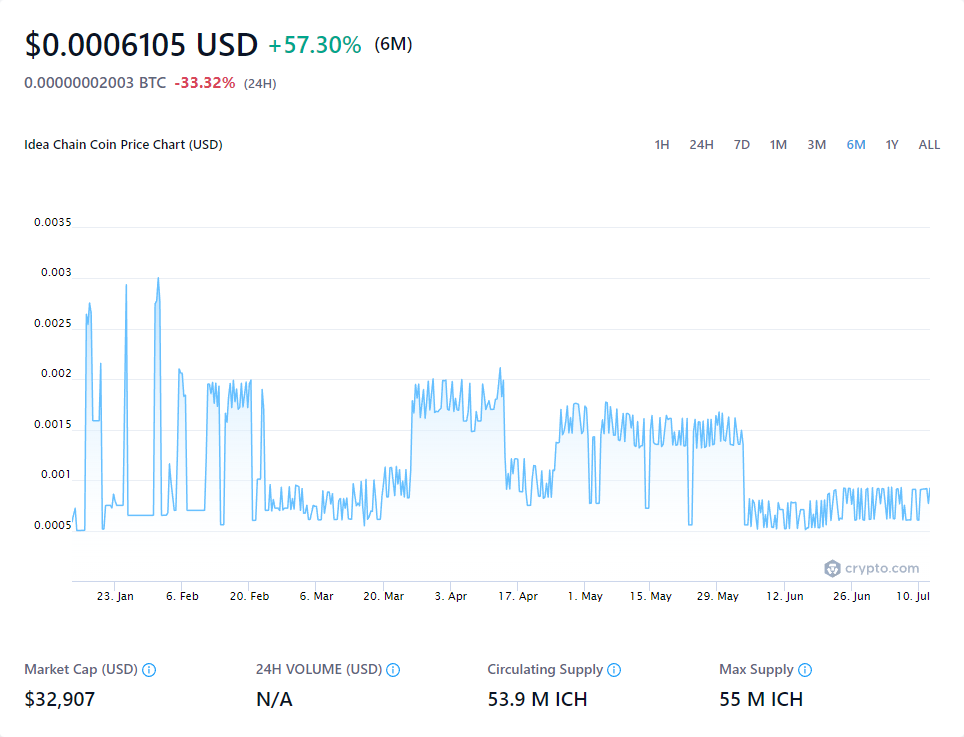 $0.0006105 USD +57.30% (6M)
0.00000002003 BTC -33.32% (24H)
Idea Chain Coin Price Chart (USD) 1H 24H 7D 1M 3M 6M 1Y ALL
0.0035
0.003
0.0025
0.002
0.0015
0.001
0.0005
crypto.com
23. Jan 6. Feb 20. Feb 6. Mar 20. Mar 3. Apr 17. Apr 1. May 15. May 29. May 12. Jun 26. Jun 10. Jul
Market Cap (USD) 24H VOLUME (USD) Circulating Supply Max Supply
$32,907 N/A 53.9 M ICH 55 M ICH